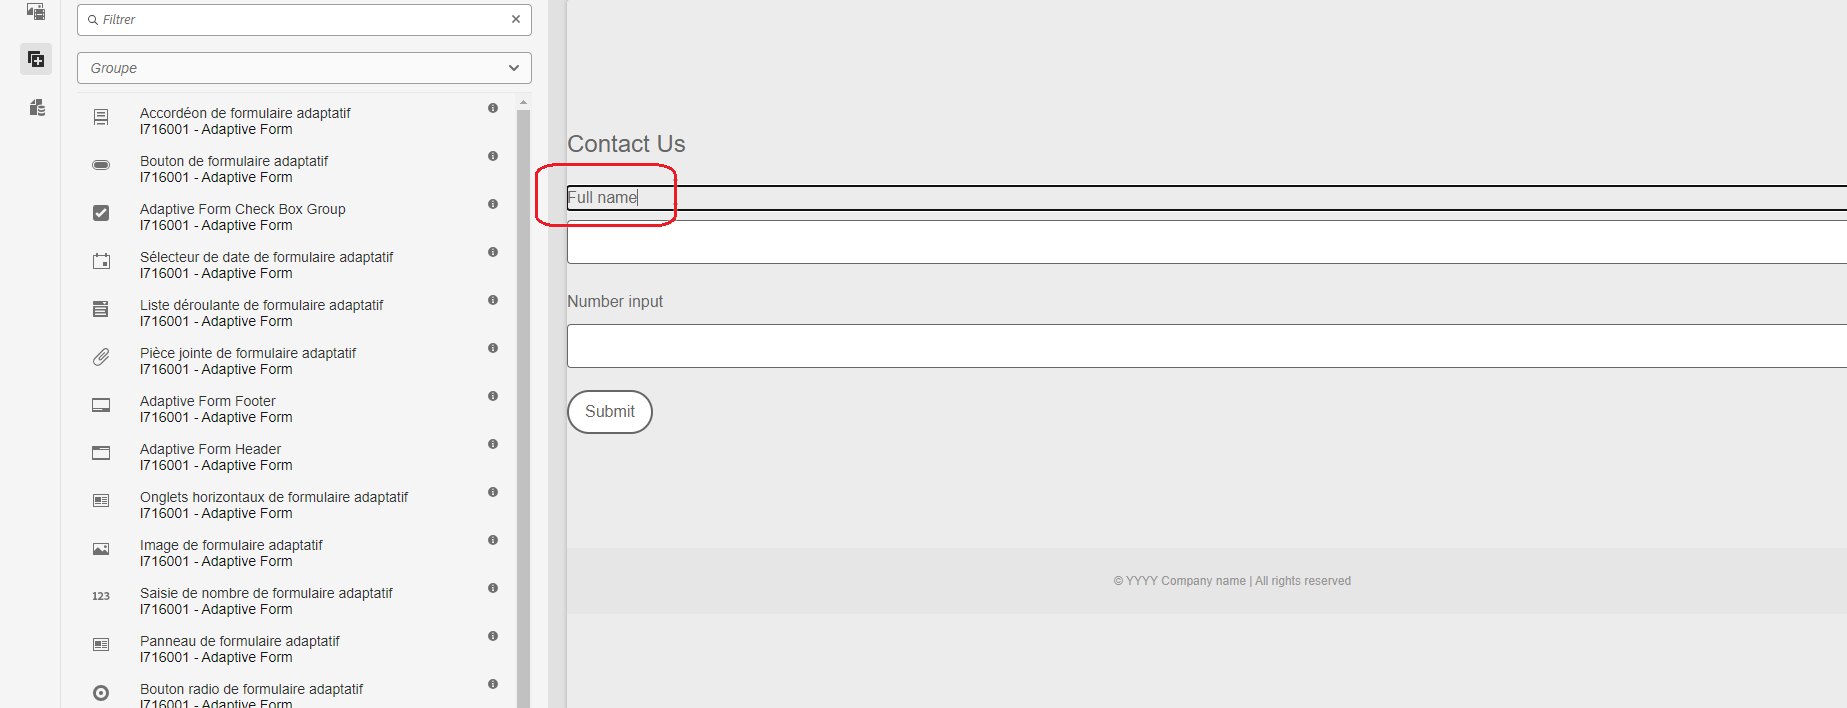 Filtrer
Groupe
Accordéon de formulaire adaptatif
I716001 - Adaptive Form
Bouton de formulaire adaptatif
I716001 - Adaptive Form
Adaptive Form Check Box Group
I716001 - Adaptive Form
Sélecteur de date de formulaire adaptatif
I716001 - Adaptive Form
Liste déroulante de formulaire adaptatif
I716001 - Adaptive Form
Pièce jointe de formulaire adaptatif
I716001 - Adaptive Form
Adaptive Form Footer
I716001 - Adaptive Form
Adaptive Form Header
I716001 - Adaptive Form
Onglets horizontaux de formulaire adaptatif
I716001 - Adaptive Form
Image de formulaire adaptatif
I716001 - Adaptive Form
123
Saisie de nombre de formulaire adaptatif
I716001 - Adaptive Form
Panneau de formulaire adaptatif
I716001 - Adaptive Form
Bouton radio de formulaire adaptatif
I716001 - Adaptive Form
Contact Us
Full name
Number input
Submit
© YYYY Company name | All rights reserved